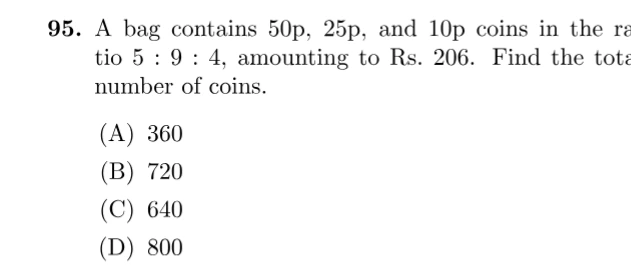 95. A bag contains 50p, 25p, and 10p coins in the ra
tio 5 : 9 : 4, amounting to Rs. 206. Find the tota
number of coins.
(A) 360
(B) 720
(C) 640
(D) 800